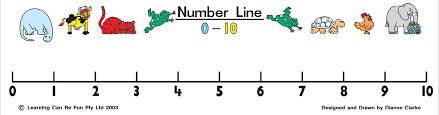 Number Line
0-10
0 1 2 3 4 5 6 7 8 9 10
© Learning Can Be Fun Pty Ltd 2003 Designed and Drawn by Dianne Clarke